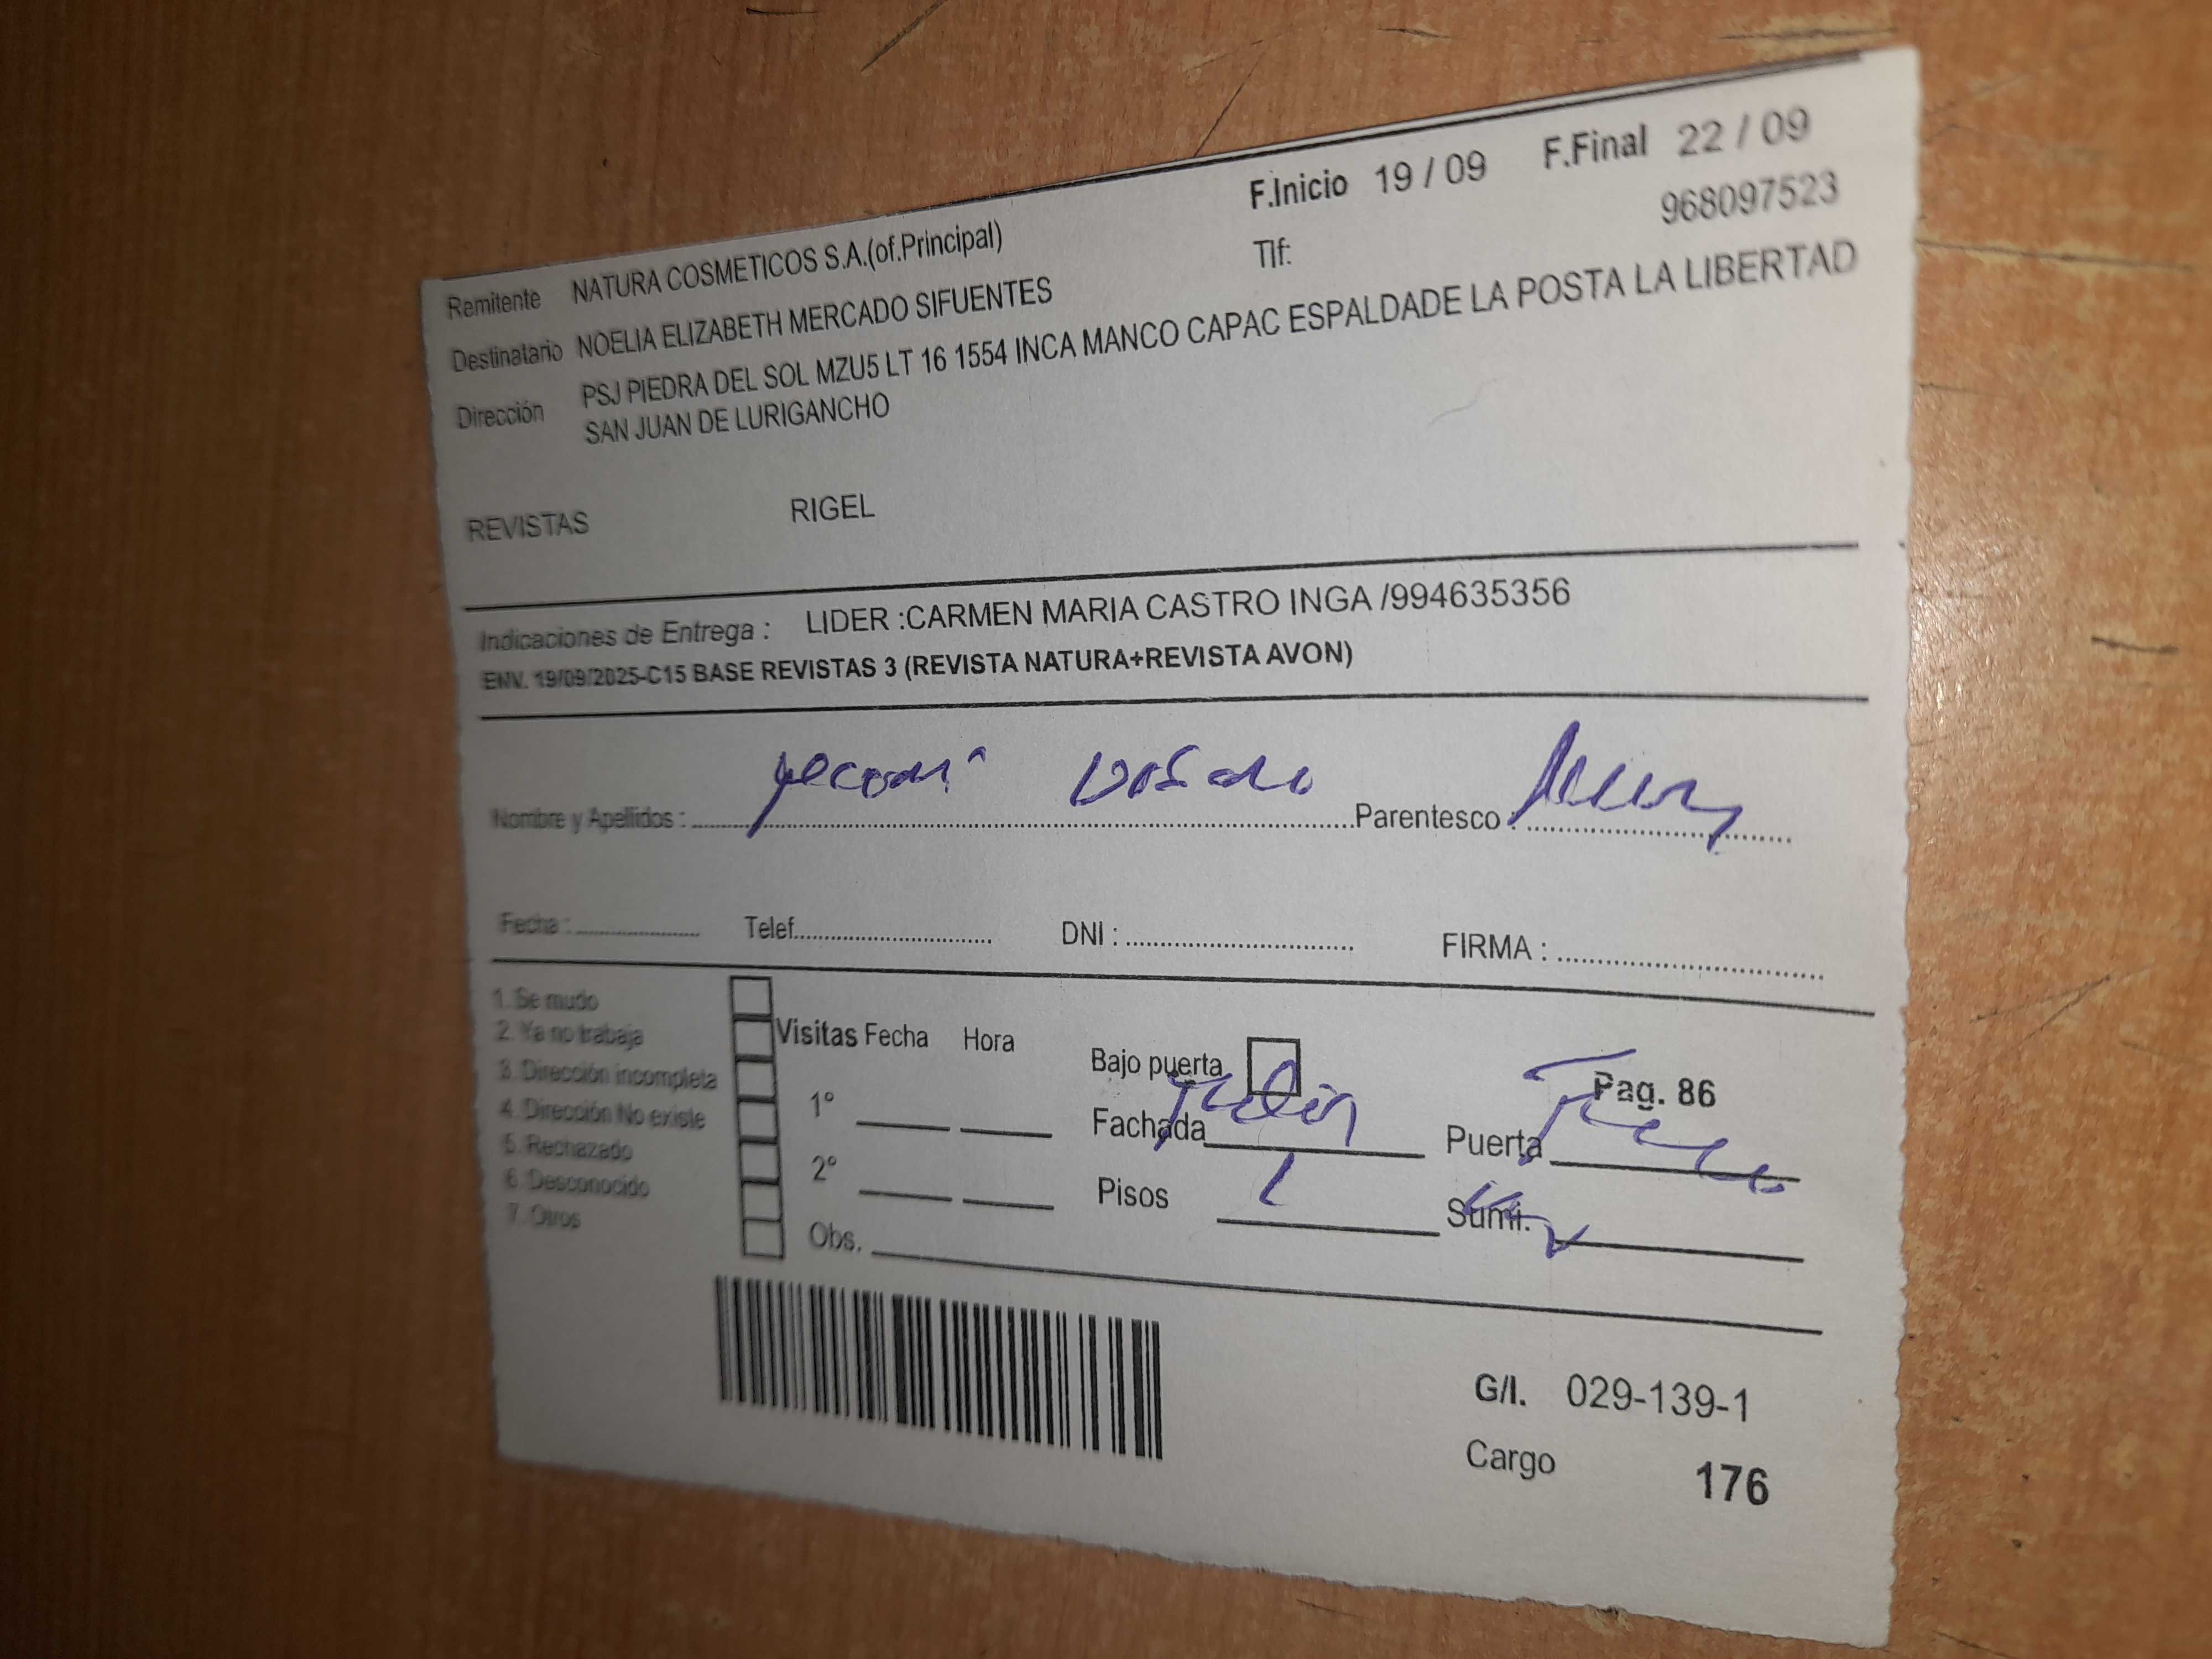 F.Inicio 19 / 09 F.Final 22 / 09
Remitente NATURA COSMETICOS S.A.(of.Principal) Tlf: 968097523
Destinatario NOELIA ELIZABETH MERCADO SIFUENTES
Dirección PSJ PIEDRA DEL SOL MZU5 LT 16 1554 INCA MANCO CAPAC ESPALDADE LA POSTA LA LIBERTAD
SAN JUAN DE LURIGANCHO
REVISTAS RIGEL
Indicaciones de Entrega : LIDER :CARMEN MARIA CASTRO INGA /994635356
ENV. 19/09/2025-C15 BASE REVISTAS 3 (REVISTA NATURA+REVISTA AVON)
Nombre y Apellidos : Parentesco :
Fecha : Telef. DNI : FIRMA :
1. Se mudo
2. Ya no trabaja
3. Dirección incompleta
4. Dirección No existe
5. Rechazado
6. Desconocido
7. Otros
Visitas Fecha Hora
1°
2°
Obs.
Bajo puerta Pag. 86
Fachada Puerta
Pisos 1 Sumi.
G/I. 029-139-1
Cargo 176